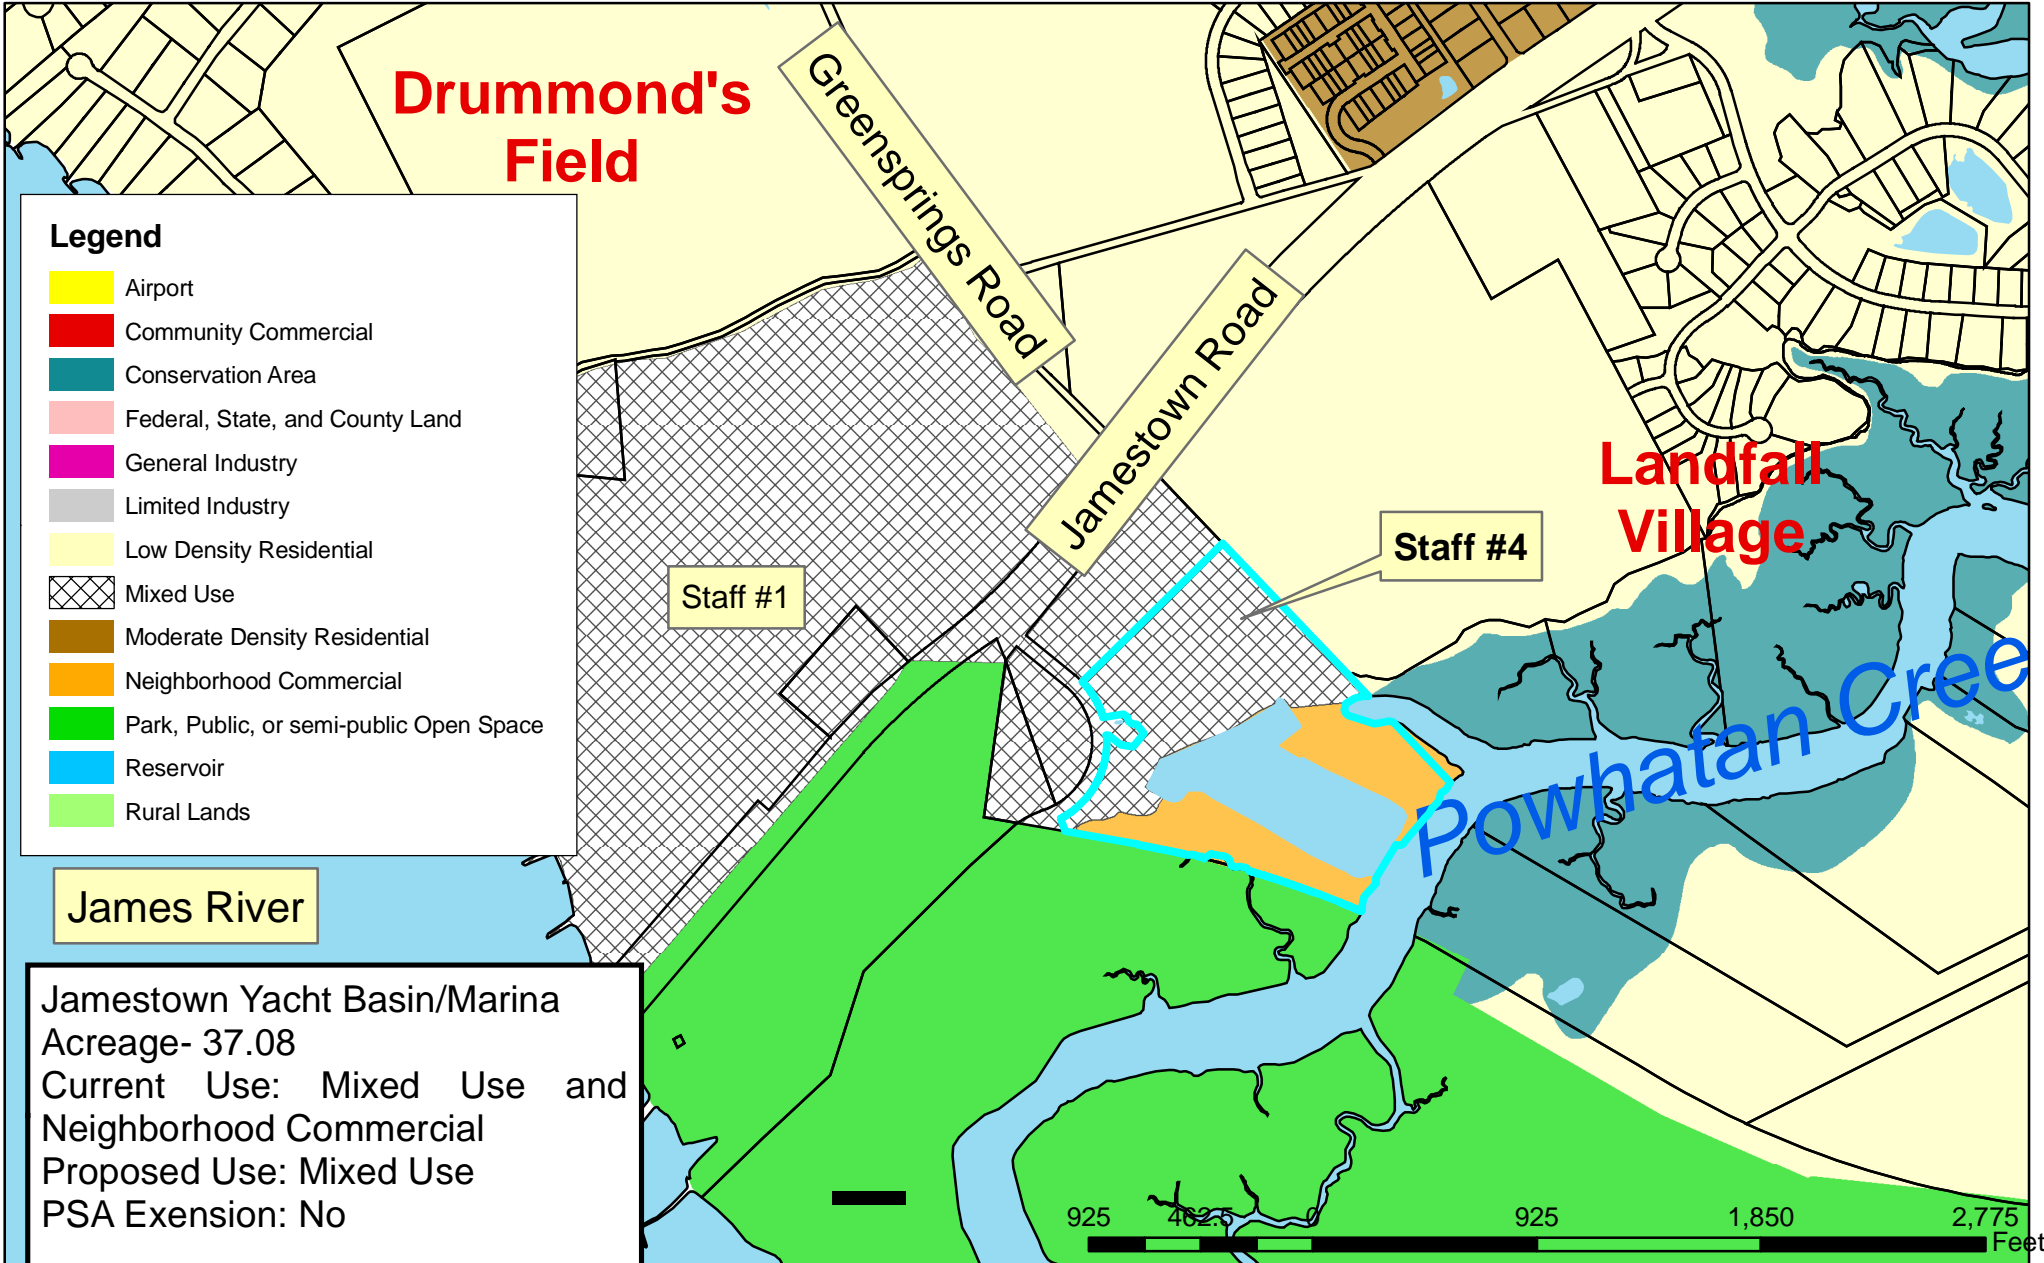 Drummond's
Field
Greensprings Road
Jamestown Road
Legend
Airport
Community Commercial
Conservation Area
Federal, State, and County Land
General Industry
Limited Industry
Low Density Residential
Mixed Use
Moderate Density Residential
Neighborhood Commercial
Park, Public, or semi-public Open Space
Reservoir
Rural Lands
Landfall
Village
Staff #4
Staff #1
Powhatan Cree
James River
Jamestown Yacht Basin/Marina
Acreage- 37.08
Current Use: Mixed Use and
Neighborhood Commercial
Proposed Use: Mixed Use
PSA Exension: No
925 462.5 0 925 1,850 2,775
Feet